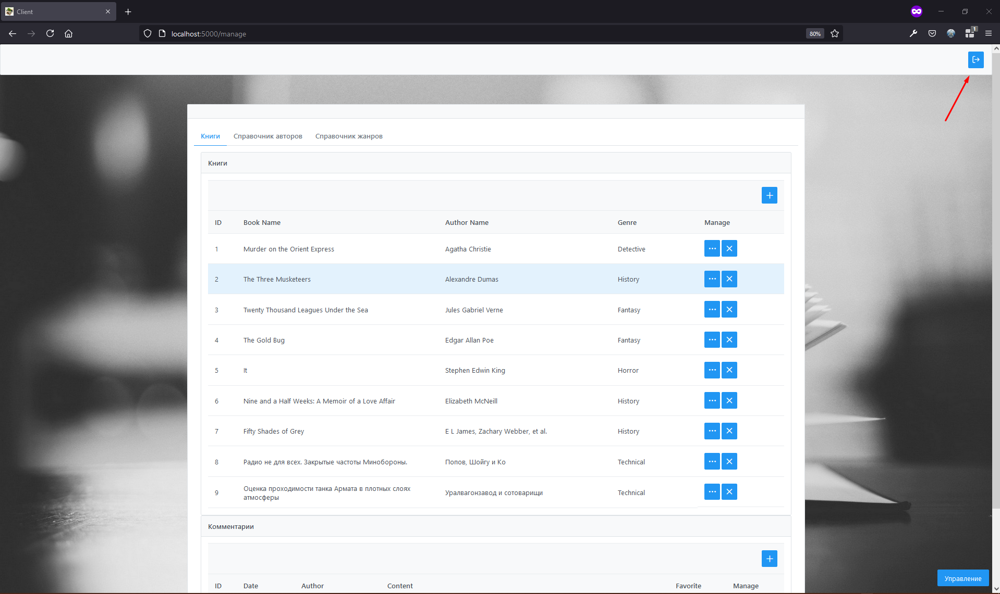 Client
localhost:5000/manage
80%
1
Книги
Справочник авторов
Справочник жанров
Книги
ID Book Name Author Name Genre Manage
1 Murder on the Orient Express Agatha Christie Detective
2 The Three Musketeers Alexandre Dumas History
3 Twenty Thousand Leagues Under the Sea Jules Gabriel Verne Fantasy
4 The Gold Bug Edgar Allan Poe Fantasy
5 It Stephen Edwin King Horror
6 Nine and a Half Weeks: A Memoir of a Love Affair Elizabeth McNeill History
7 Fifty Shades of Grey E L James, Zachary Webber, et al. History
8 Радио не для всех. Закрытые частоты Минобороны. Попов, Шойгу и Ко Technical
9 Оценка проходимости танка Армата в плотных слоях
атмосферы Уралвагонзавод и сотоварищи Technical
Комментарии
Управление
ID Date Author Content Favorite Manage